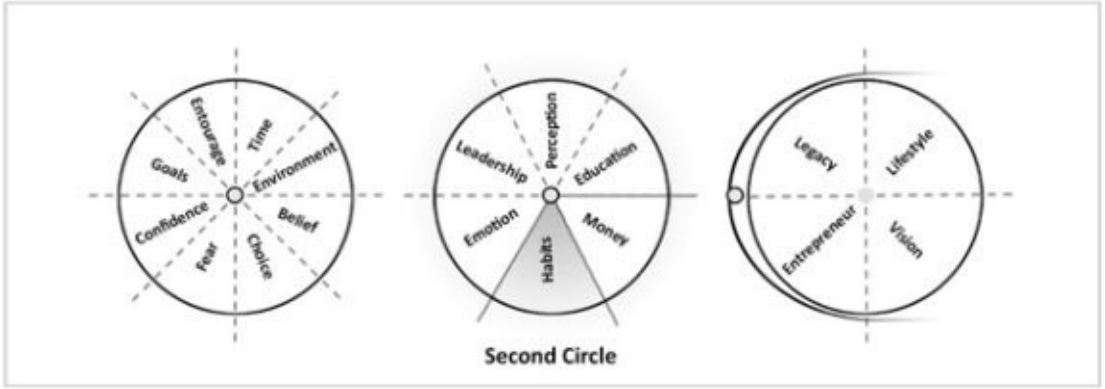 Entourage
Time
Environment
Belief
Choice
Fear
Confidence
Goals
Perception
Education
Money
Habits
Emotion
Leadership
Legacy
Lifestyle
Vision
Entrepreneur
Second Circle